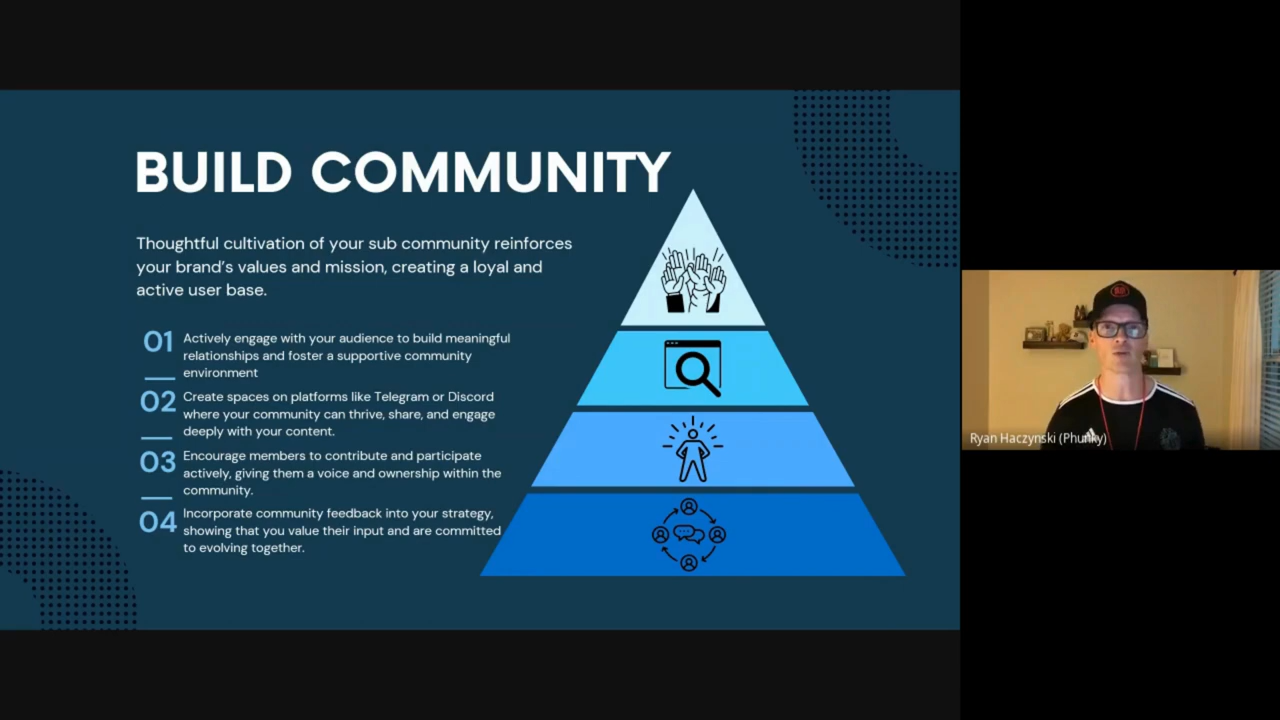 BUILD COMMUNITY
Thoughtful cultivation of your sub community reinforces
your brand's values and mission, creating a loyal and
active user base.
01 Actively engage with your audience to build meaningful
relationships and foster a supportive community
environment
02 Create spaces on platforms like Telegram or Discord
where your community can thrive, share, and engage
deeply with your content.
03 Encourage members to contribute and participate
actively, giving them a voice and ownership within the
community.
04 Incorporate community feedback into your strategy,
showing that you value their input and are committed
to evolving together.
Ryan Haczynski (Phunky)